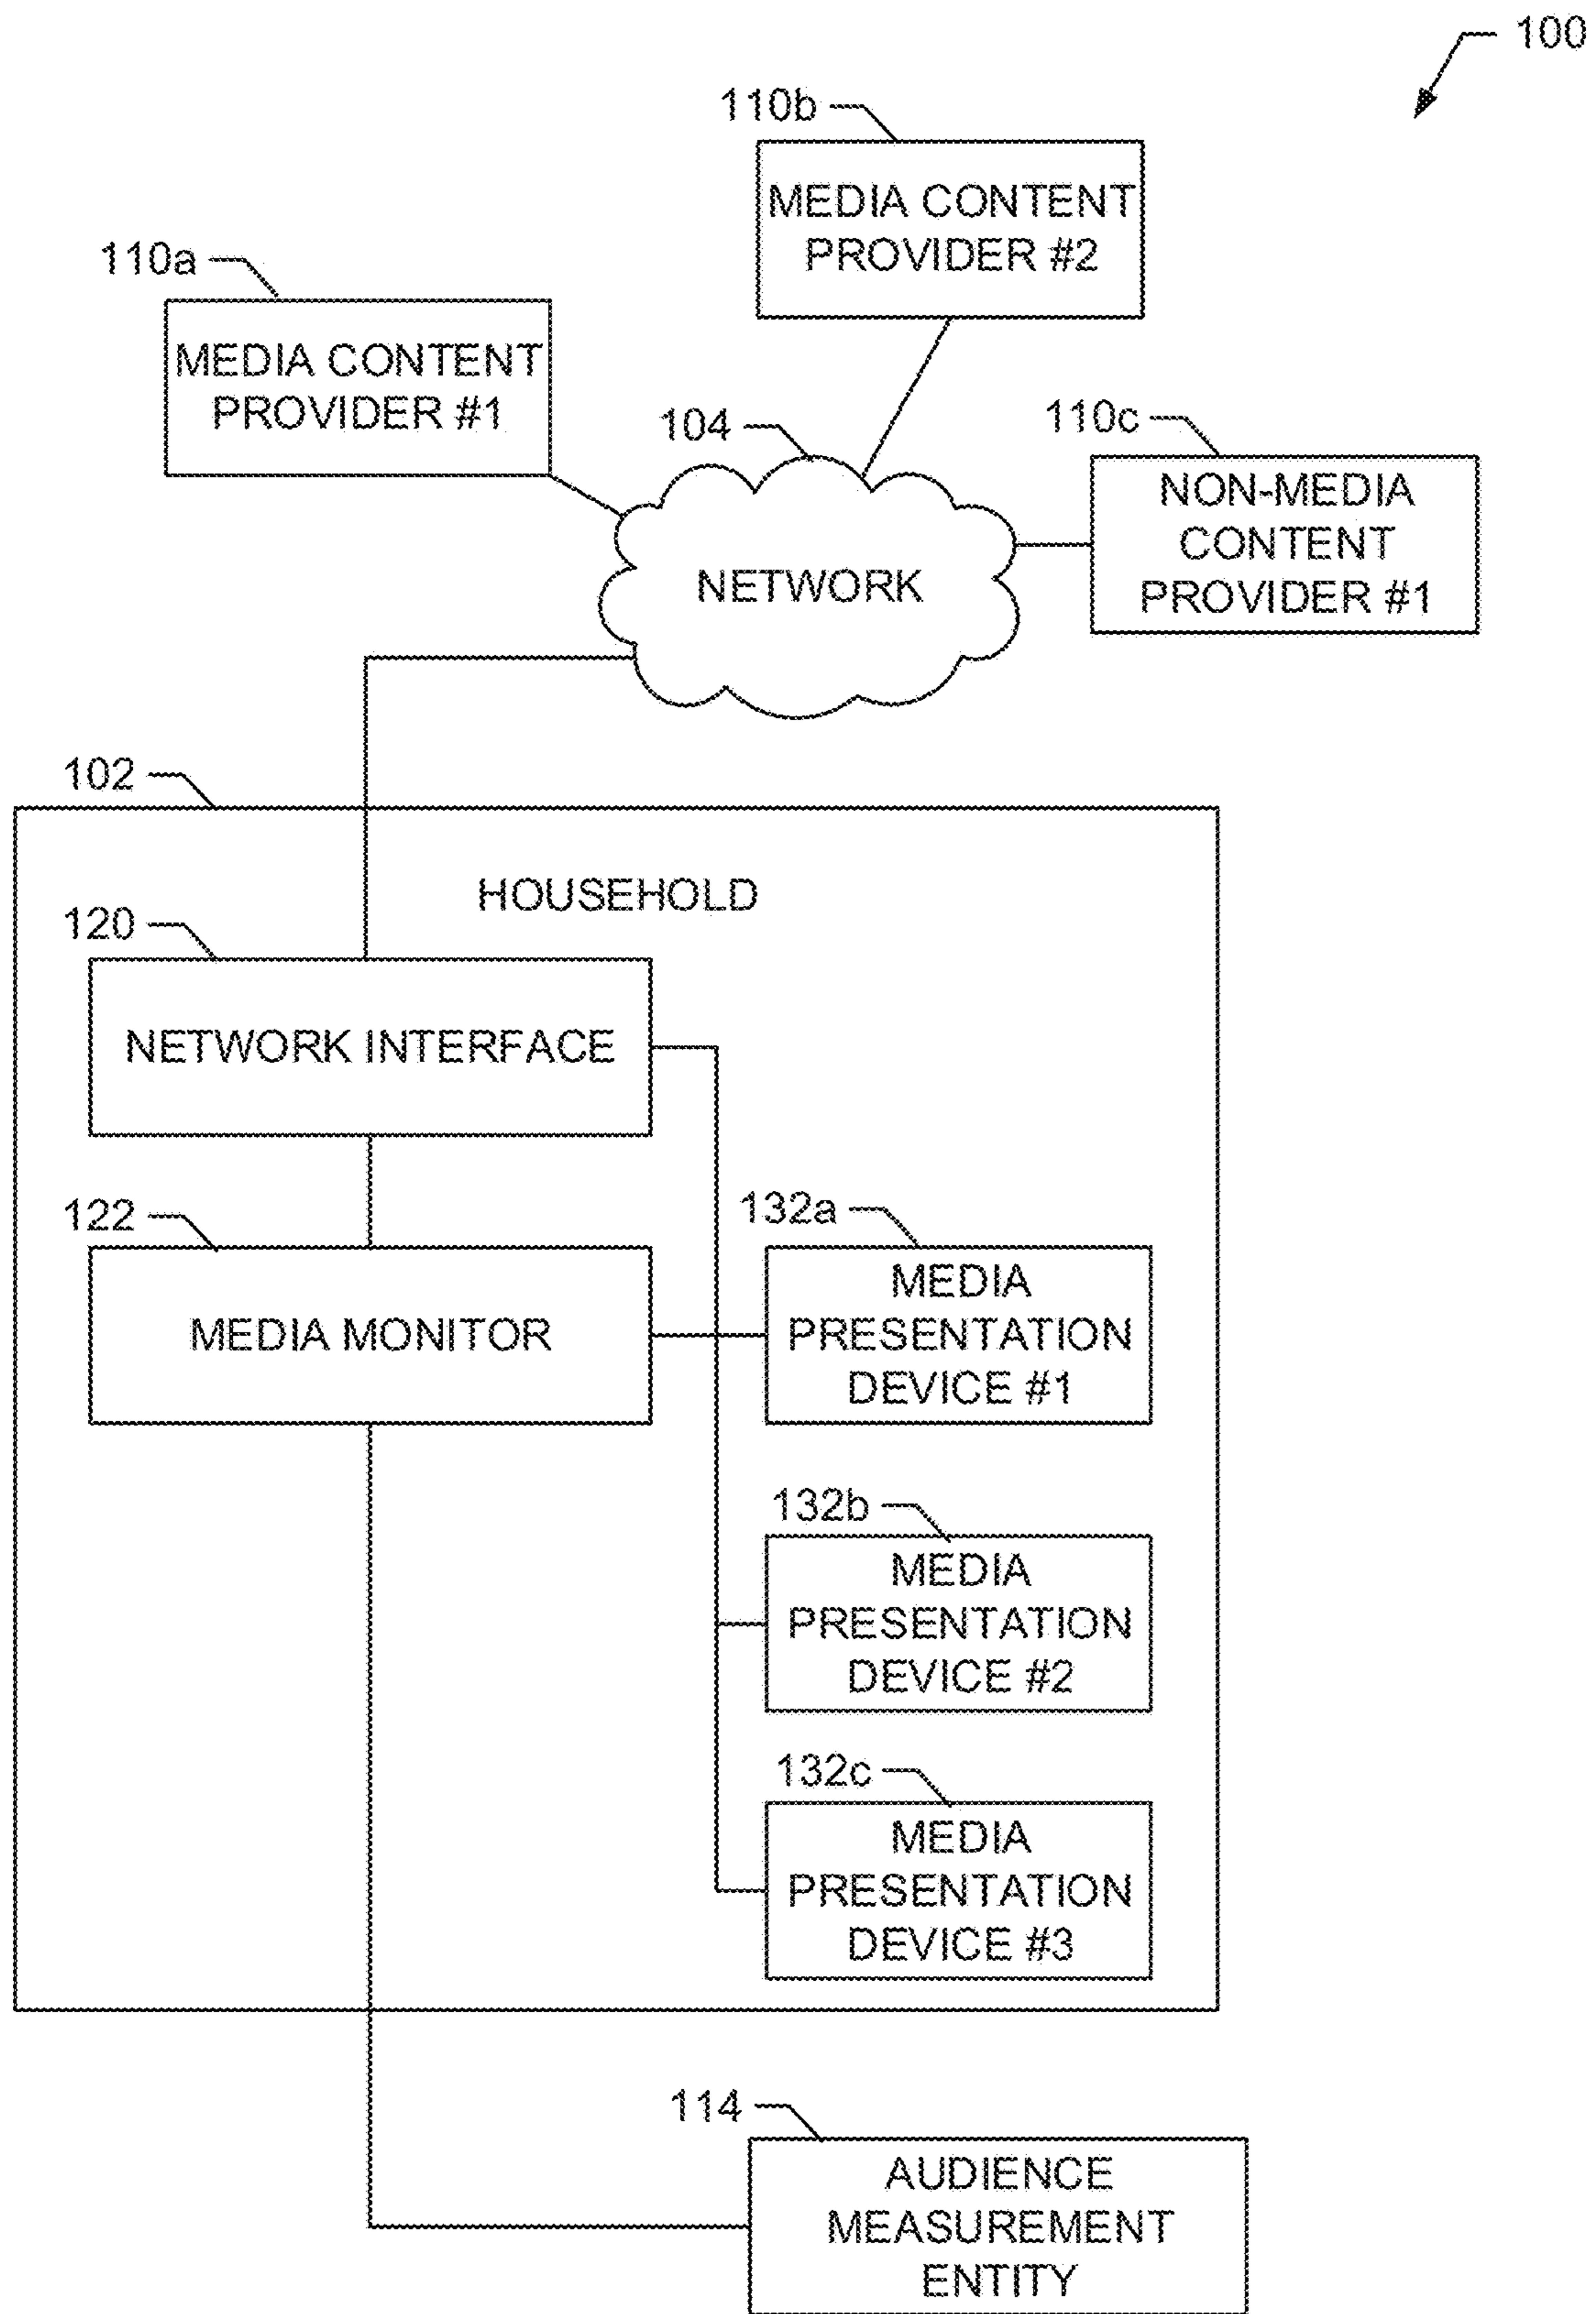 100
110b
MEDIA CONTENT
PROVIDER #2
110a
MEDIA CONTENT
PROVIDER #1
104
NETWORK
110c
NON-MEDIA
CONTENT
PROVIDER #1
102
HOUSEHOLD
120
NETWORK INTERFACE
122
MEDIA MONITOR
132a
MEDIA
PRESENTATION
DEVICE #1
132b
MEDIA
PRESENTATION
DEVICE #2
132c
MEDIA
PRESENTATION
DEVICE #3
114
AUDIENCE
MEASUREMENT
ENTITY